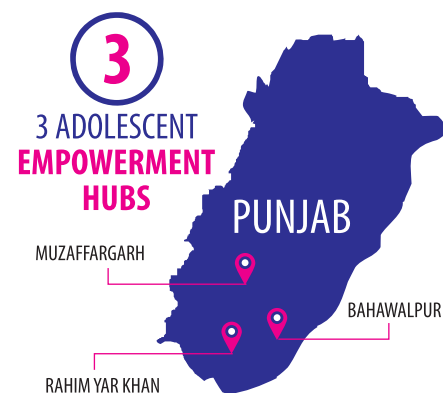 3
3 ADOLESCENT
EMPOWERMENT
HUBS
PUNJAB
MUZAFFARGARH
BAHAWALPUR
RAHIM YAR KHAN